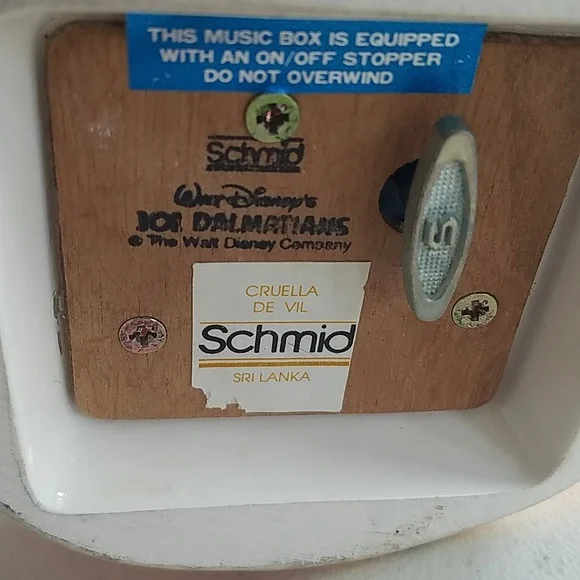 THIS MUSIC BOX IS EQUIPPED
WITH AN ON/OFF STOPPER
DO NOT OVERWIND
Schmid
Walt Disney's
101 DALMATIANS
© The Walt Disney Company
CRUELLA
DE VIL
Schmid
SRI LANKA
S